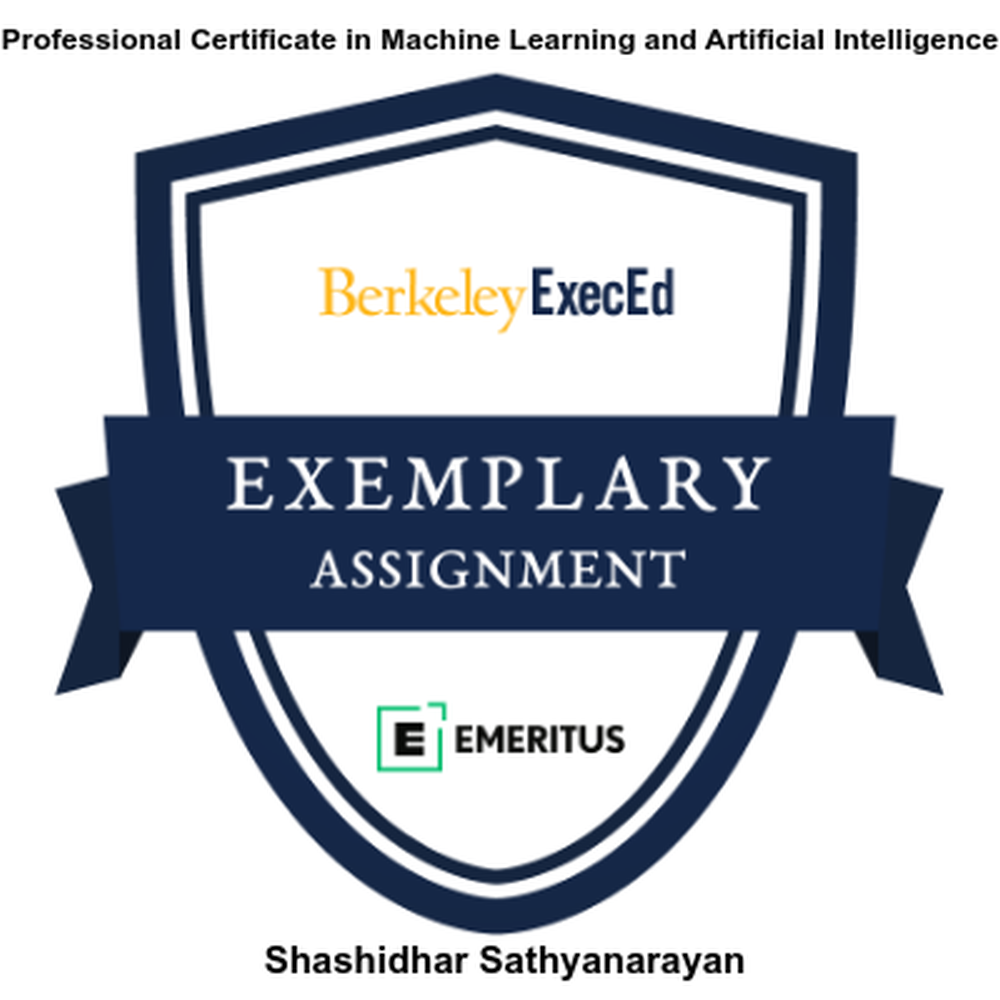 Professional Certificate in Machine Learning and Artificial Intelligence
Berkeley ExecEd
EXEMPLARY
ASSIGNMENT
E EMERITUS
Shashidhar Sathyanarayan